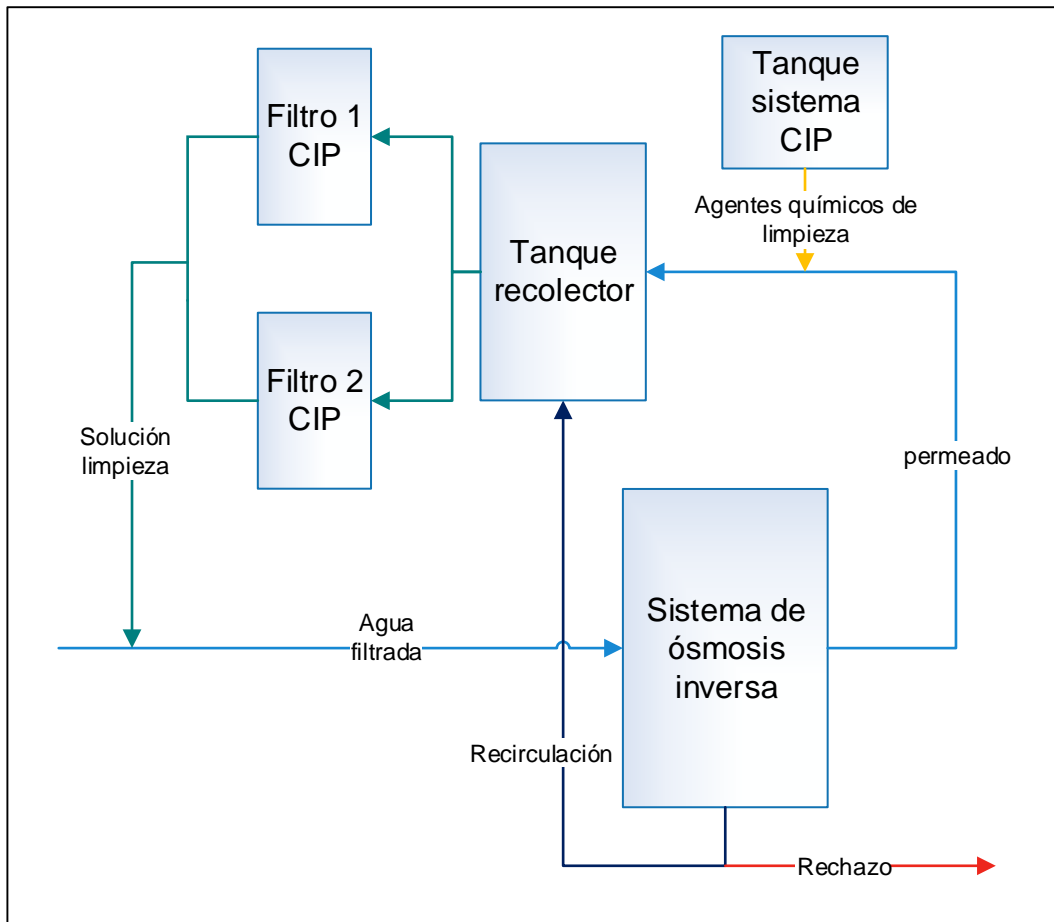 Filtro 1
CIP
Tanque
sistema
CIP
Agentes químicos de
limpieza
Tanque
recolector
Filtro 2
CIP
Solución
limpieza
permeado
Agua
filtrada
Sistema de
ósmosis
inversa
Recirculación
Rechazo